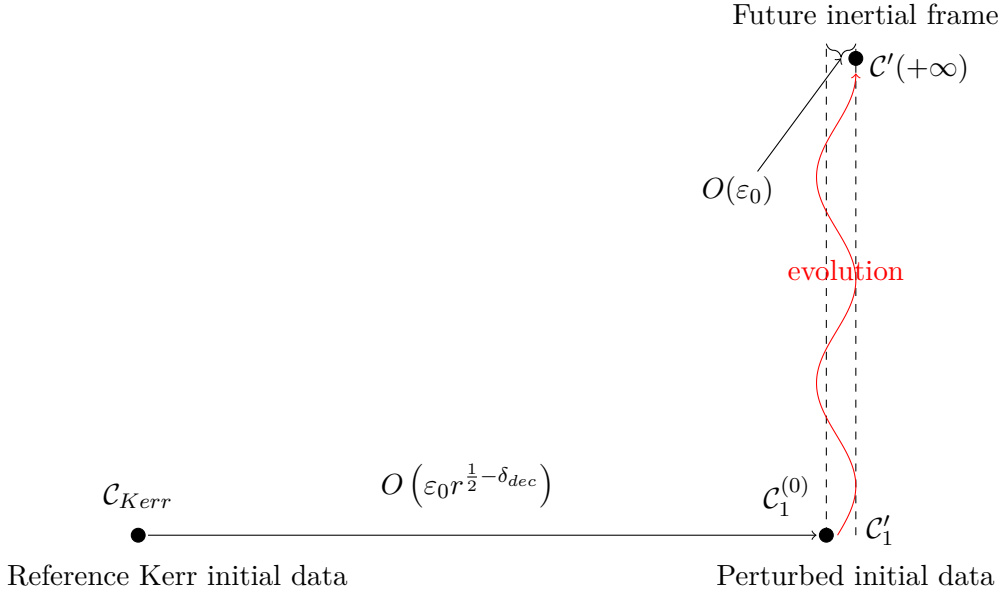 Future inertial frame
𝒞′(+∞)
O(ε₀)
evolution
𝒞_{Kerr}
O(ε₀r^{½−δ_{dec}})
𝒞₁^{(0)}
𝒞′₁
Reference Kerr initial data
Perturbed initial data